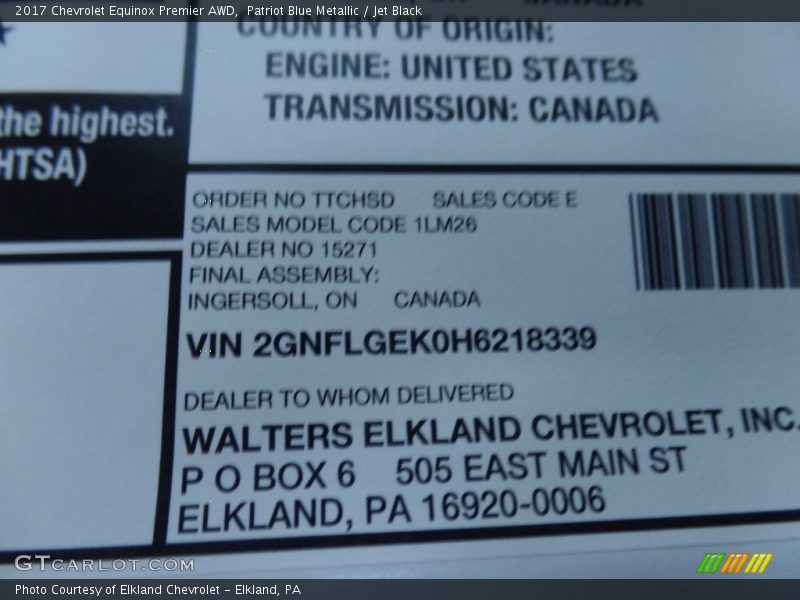 2017 Chevrolet Equinox Premier AWD, Patriot Blue Metallic / Jet Black
CANADA
COUNTRY OF ORIGIN:
ENGINE: UNITED STATES
TRANSMISSION: CANADA
the highest.
HTSA)
ORDER NO TTCHSD SALES CODE E
SALES MODEL CODE 1LM26
DEALER NO 15271
FINAL ASSEMBLY:
INGERSOLL, ON CANADA
VIN 2GNFLGEK0H6218339
DEALER TO WHOM DELIVERED
WALTERS ELKLAND CHEVROLET, INC.
P O BOX 6 505 EAST MAIN ST
ELKLAND, PA 16920-0006
GTCARLOT.COM
Photo Courtesy of Elkland Chevrolet - Elkland, PA